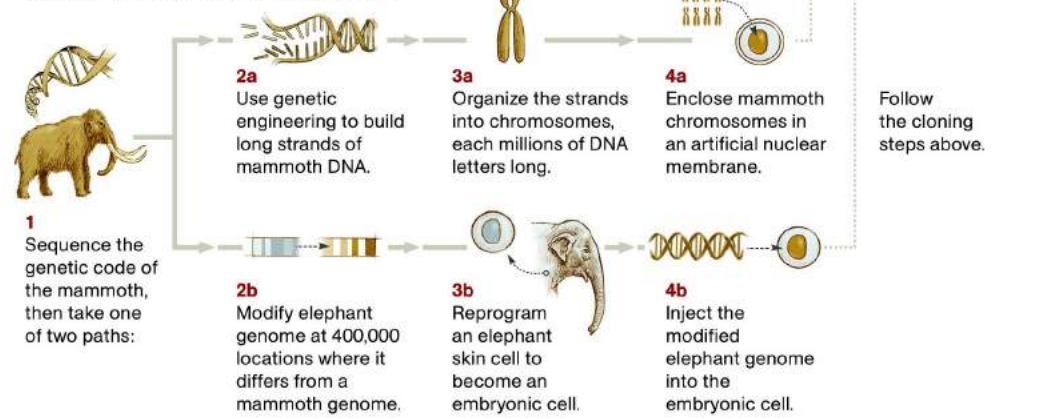 1
Sequence the
genetic code of
the mammoth,
then take one
of two paths:
2a
Use genetic
engineering to build
long strands of
mammoth DNA.
3a
Organize the strands
into chromosomes,
each millions of DNA
letters long.
4a
Enclose mammoth
chromosomes in
an artificial nuclear
membrane.
Follow
the cloning
steps above.
2b
Modify elephant
genome at 400,000
locations where it
differs from a
mammoth genome.
3b
Reprogram
an elephant
skin cell to
become an
embryonic cell.
4b
Inject the
modified
elephant genome
into the
embryonic cell.